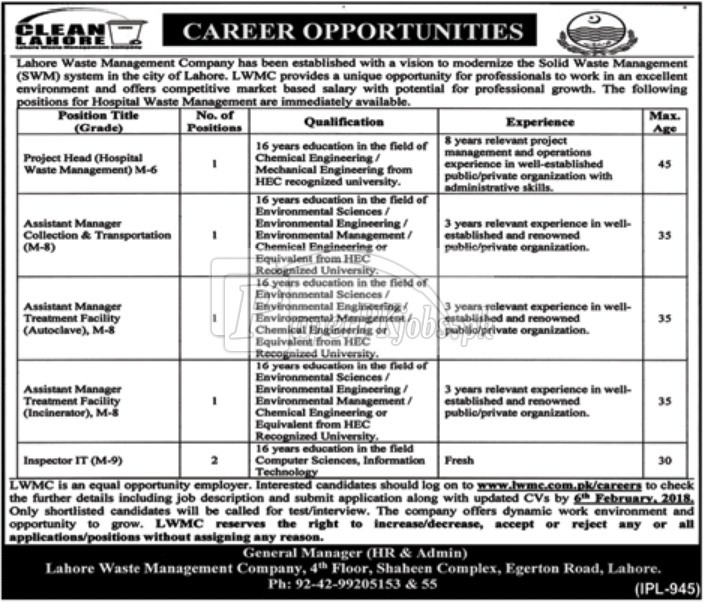 CLEAN
LAHORE
Lahore Waste Management Company
CAREER OPPORTUNITIES
Lahore Waste Management Company has been established with a vision to modernize the Solid Waste Management
(SWM) system in the city of Lahore. LWMC provides a unique opportunity for professionals to work in an excellent
environment and offers competitive market based salary with potential for professional growth. The following
positions for Hospital Waste Management are immediately available.
Position Title (Grade) No. of Positions Qualification Experience Max. Age
Project Head (Hospital
Waste Management) M-6
1
16 years education in the field of
Chemical Engineering /
Mechanical Engineering from
HEC recognized university.
8 years relevant project
management and operations
experience in well-established
public/private organization with
administrative skills.
45
Assistant Manager
Collection & Transportation
(M-8)
1
16 years education in the field of
Environmental Sciences /
Environmental Engineering /
Environmental Management /
Chemical Engineering or
Equivalent from HEC
Recognized University.
3 years relevant experience in well-
established and renowned
public/private organization.
35
Assistant Manager
Treatment Facility
(Autoclave), M-8
1
16 years education in the field of
Environmental Sciences /
Environmental Engineering /
Environmental Management /
Chemical Engineering or
Equivalent from HEC
Recognized University.
3 years relevant experience in well-
established and renowned
public/private organization.
35
Assistant Manager
Treatment Facility
(Incinerator), M-8
1
16 years education in the field of
Environmental Sciences /
Environmental Engineering /
Environmental Management /
Chemical Engineering or
Equivalent from HEC
Recognized University.
3 years relevant experience in well-
established and renowned
public/private organization.
35
Inspector IT (M-9)
2
16 years education in the field
Computer Sciences, Information
Technology
Fresh
30
LWMC is an equal opportunity employer. Interested candidates should log on to www.lwmc.com.pk/careers to check
the further details including job description and submit application along with updated CVs by 6th February, 2018.
Only shortlisted candidates will be called for test/interview. The company offers dynamic work environment and
opportunity to grow. LWMC reserves the right to increase/decrease, accept or reject any or all
applications/positions without assigning any reason.
General Manager (HR & Admin)
Lahore Waste Management Company, 4th Floor, Shaheen Complex, Egerton Road, Lahore.
Ph: 92-42-99205153 & 55
(IPL-945)